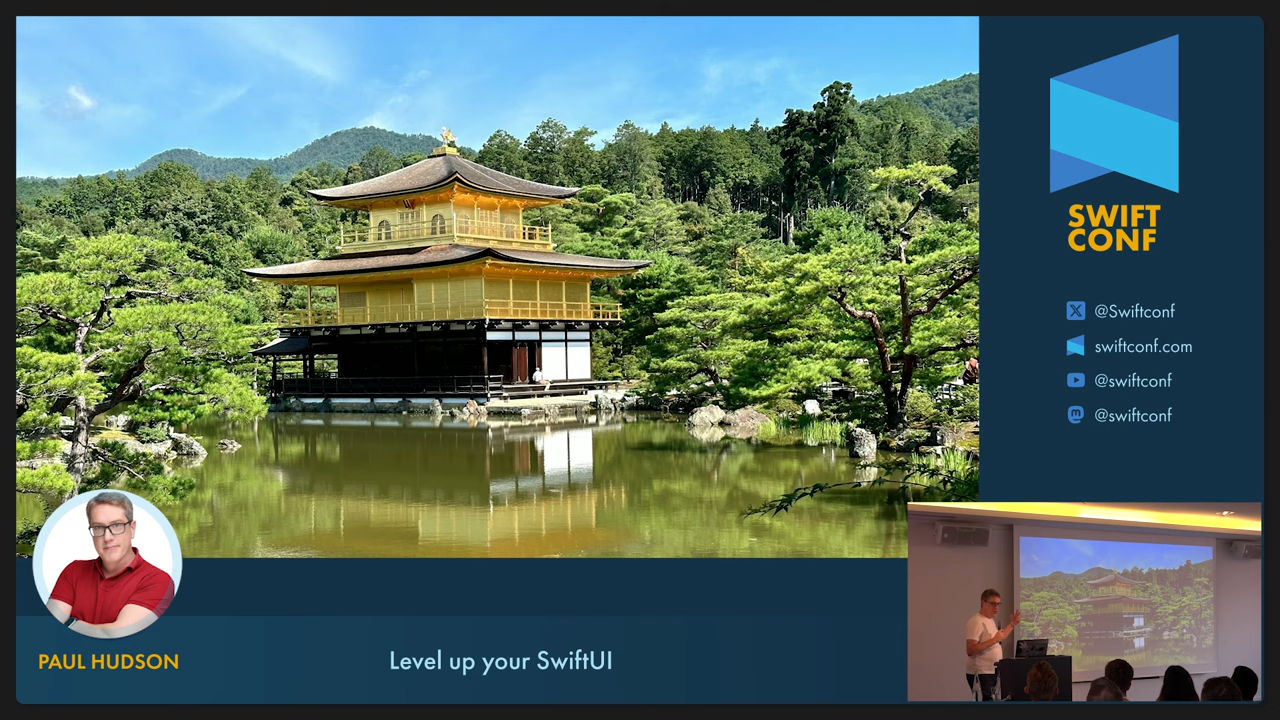 SWIFT
CONF
@Swiftconf
swiftconf.com
@swiftconf
@swiftconf
PAUL HUDSON
Level up your SwiftUI